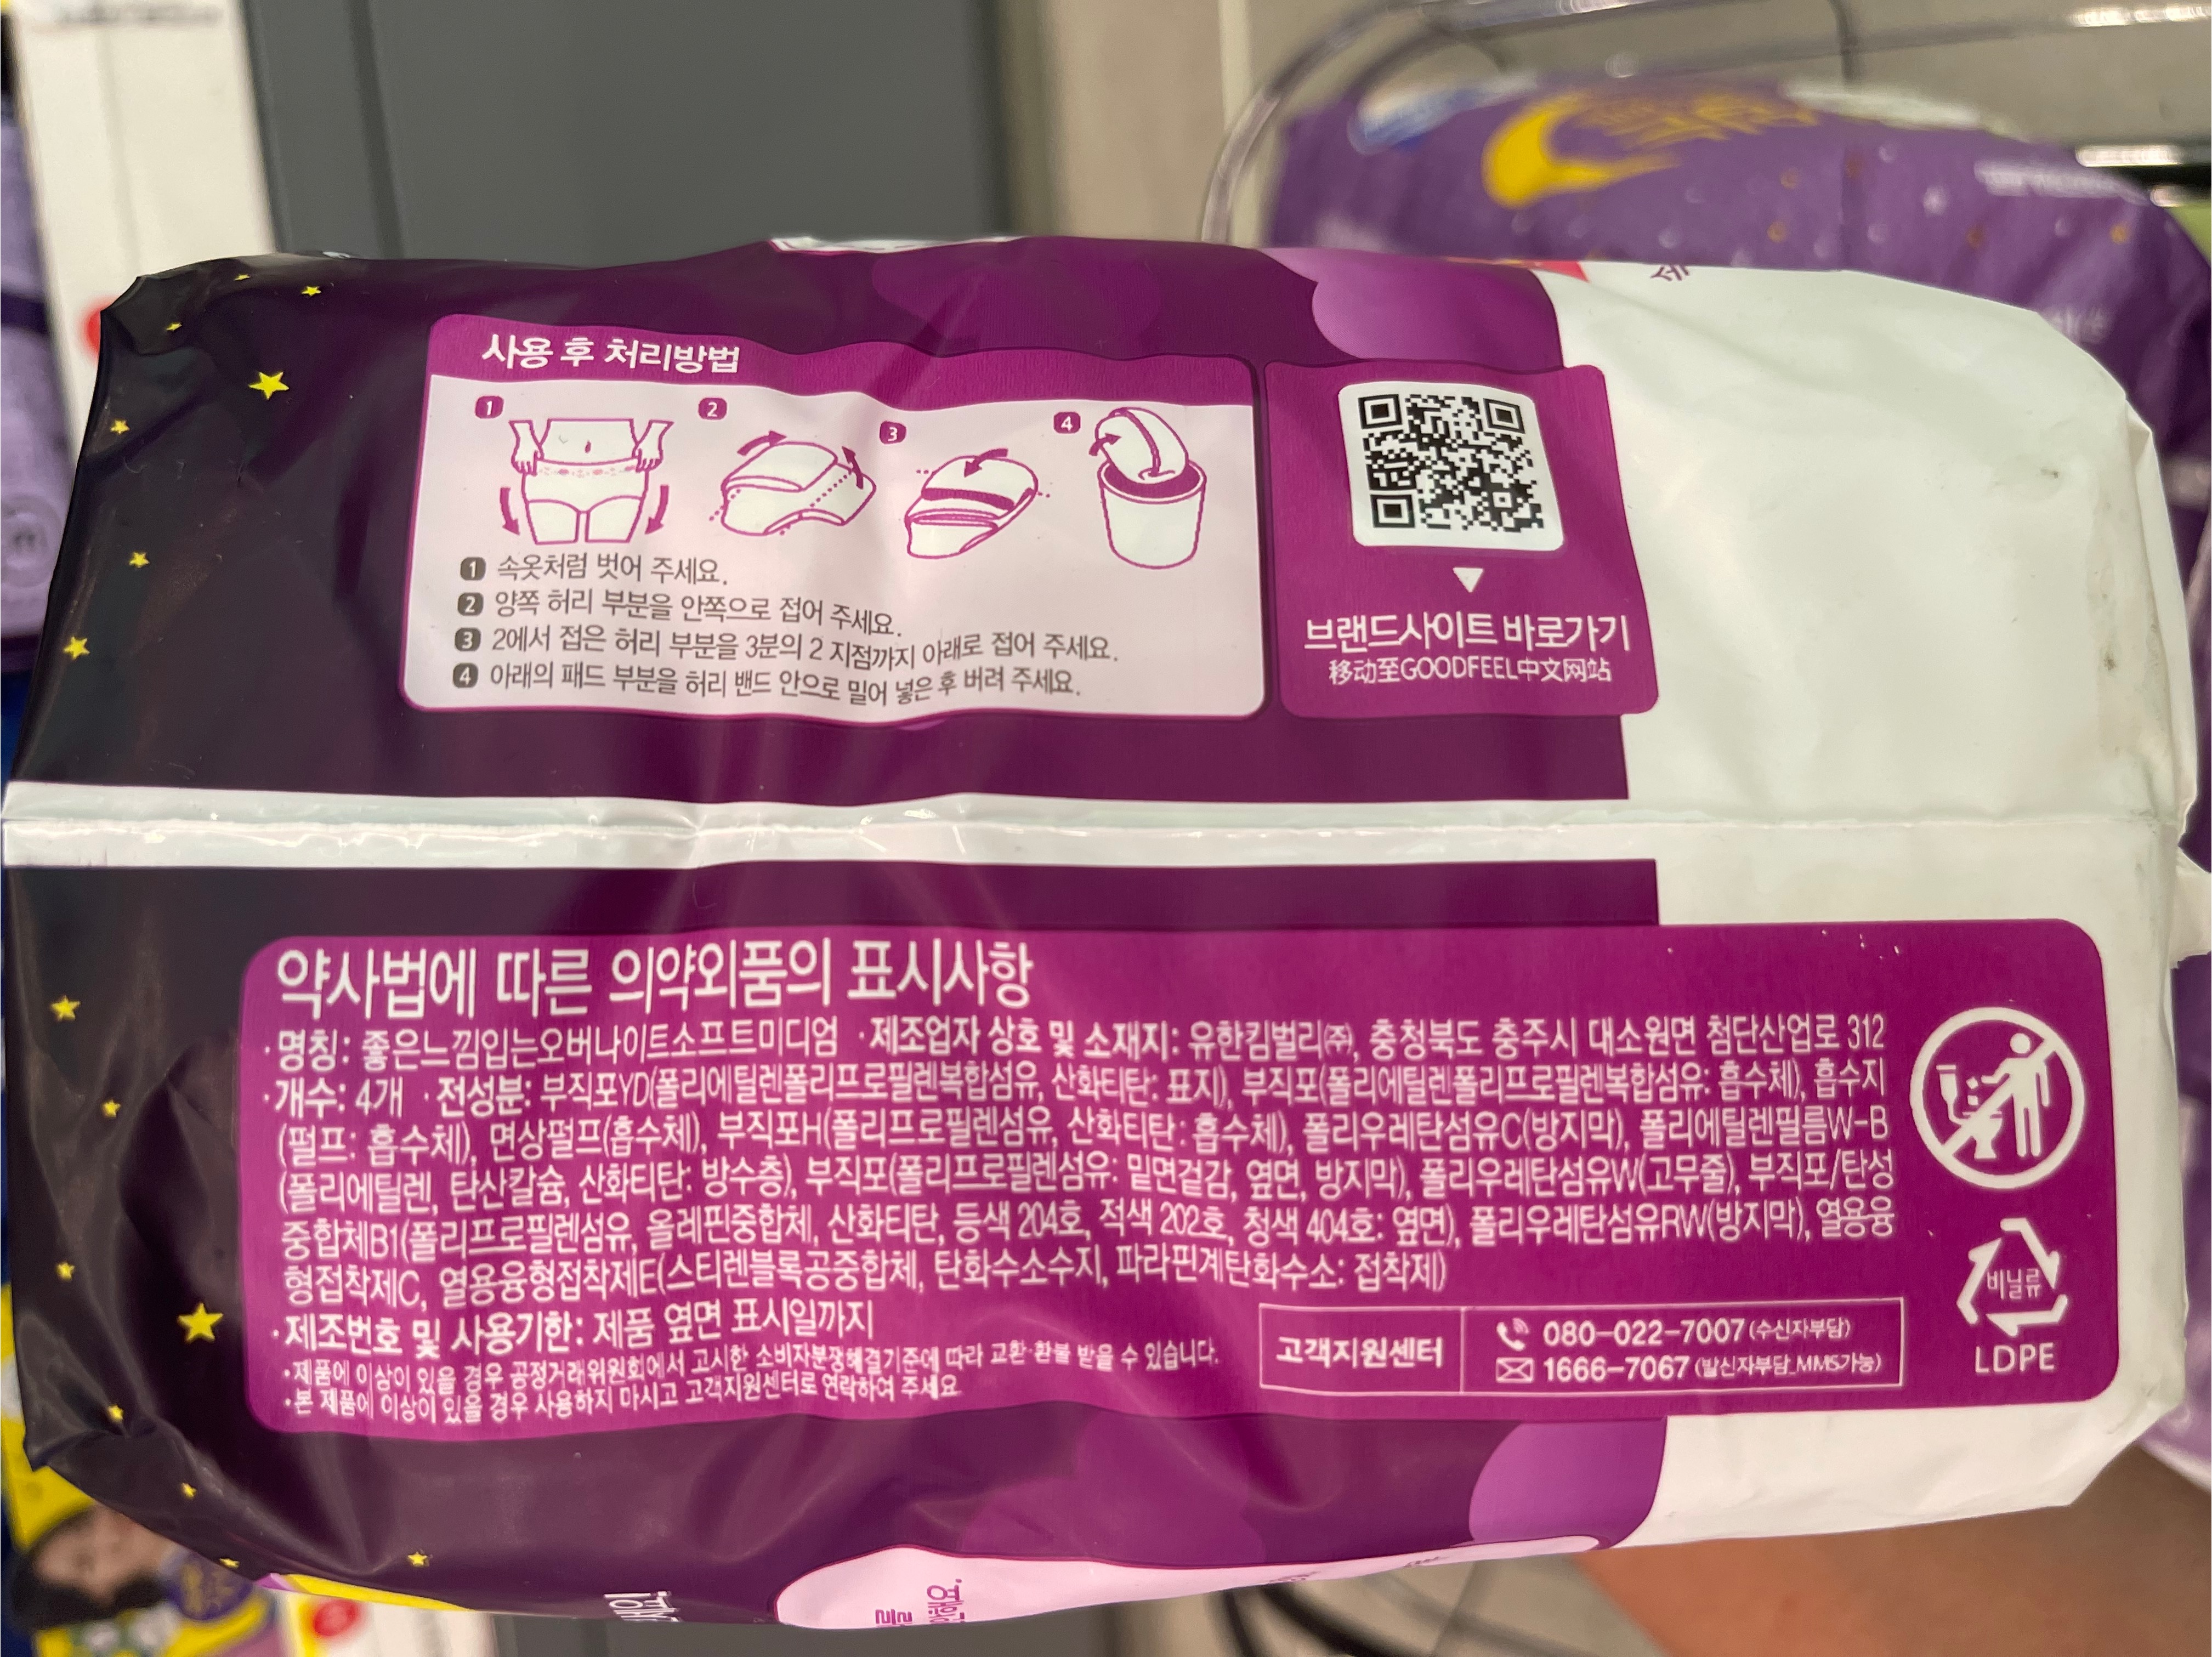 사용 후 처리방법
1
2
3
4
1 속옷처럼 벗어 주세요.
2 양쪽 허리 부분을 안쪽으로 접어 주세요.
3 2에서 접은 허리 부분을 3분의 2 지점까지 아래로 접어 주세요.
4 아래의 패드 부분을 허리 밴드 안으로 밀어 넣은 후 버려 주세요.
브랜드사이트 바로가기
移动至GOODFEEL中文网站
약사법에 따른 의약외품의 표시사항
·명칭: 좋은느낌입는오버나이트소프트미디엄 ·제조업자 상호 및 소재지: 유한킴벌리㈜, 충청북도 충주시 대소원면 첨단산업로 312
·개수: 4개 ·전성분: 부직포YD(폴리에틸렌폴리프로필렌복합섬유, 산화티탄: 표지), 부직포(폴리에틸렌폴리프로필렌복합섬유: 흡수체), 흡수지
(펄프: 흡수체), 면상펄프(흡수체), 부직포H(폴리프로필렌섬유, 산화티탄: 흡수체), 폴리우레탄섬유C(방지막), 폴리에틸렌필름W-B
(폴리에틸렌, 탄산칼슘, 산화티탄: 방수층), 부직포(폴리프로필렌섬유: 밑면겉감, 옆면, 방지막), 폴리우레탄섬유W(고무줄), 부직포/탄성
중합체B1(폴리프로필렌섬유, 올레핀중합체, 산화티탄, 등색 204호, 적색 202호, 청색 404호: 옆면), 폴리우레탄섬유RW(방지막), 열용융
형접착제C, 열용융형접착제E(스티렌블록공중합체, 탄화수소수지, 파라핀계탄화수소: 접착제)
·제조번호 및 사용기한: 제품 옆면 표시일까지
·제품에 이상이 있을 경우 공정거래위원회에서 고시한 소비자분쟁해결기준에 따라 교환·환불 받을 수 있습니다.
·본 제품에 이상이 있을 경우 사용하지 마시고 고객지원센터로 연락하여 주세요.
고객지원센터
080-022-7007 (수신자부담)
1666-7067 (발신자부담_MMS가능)
비닐류
LDPE